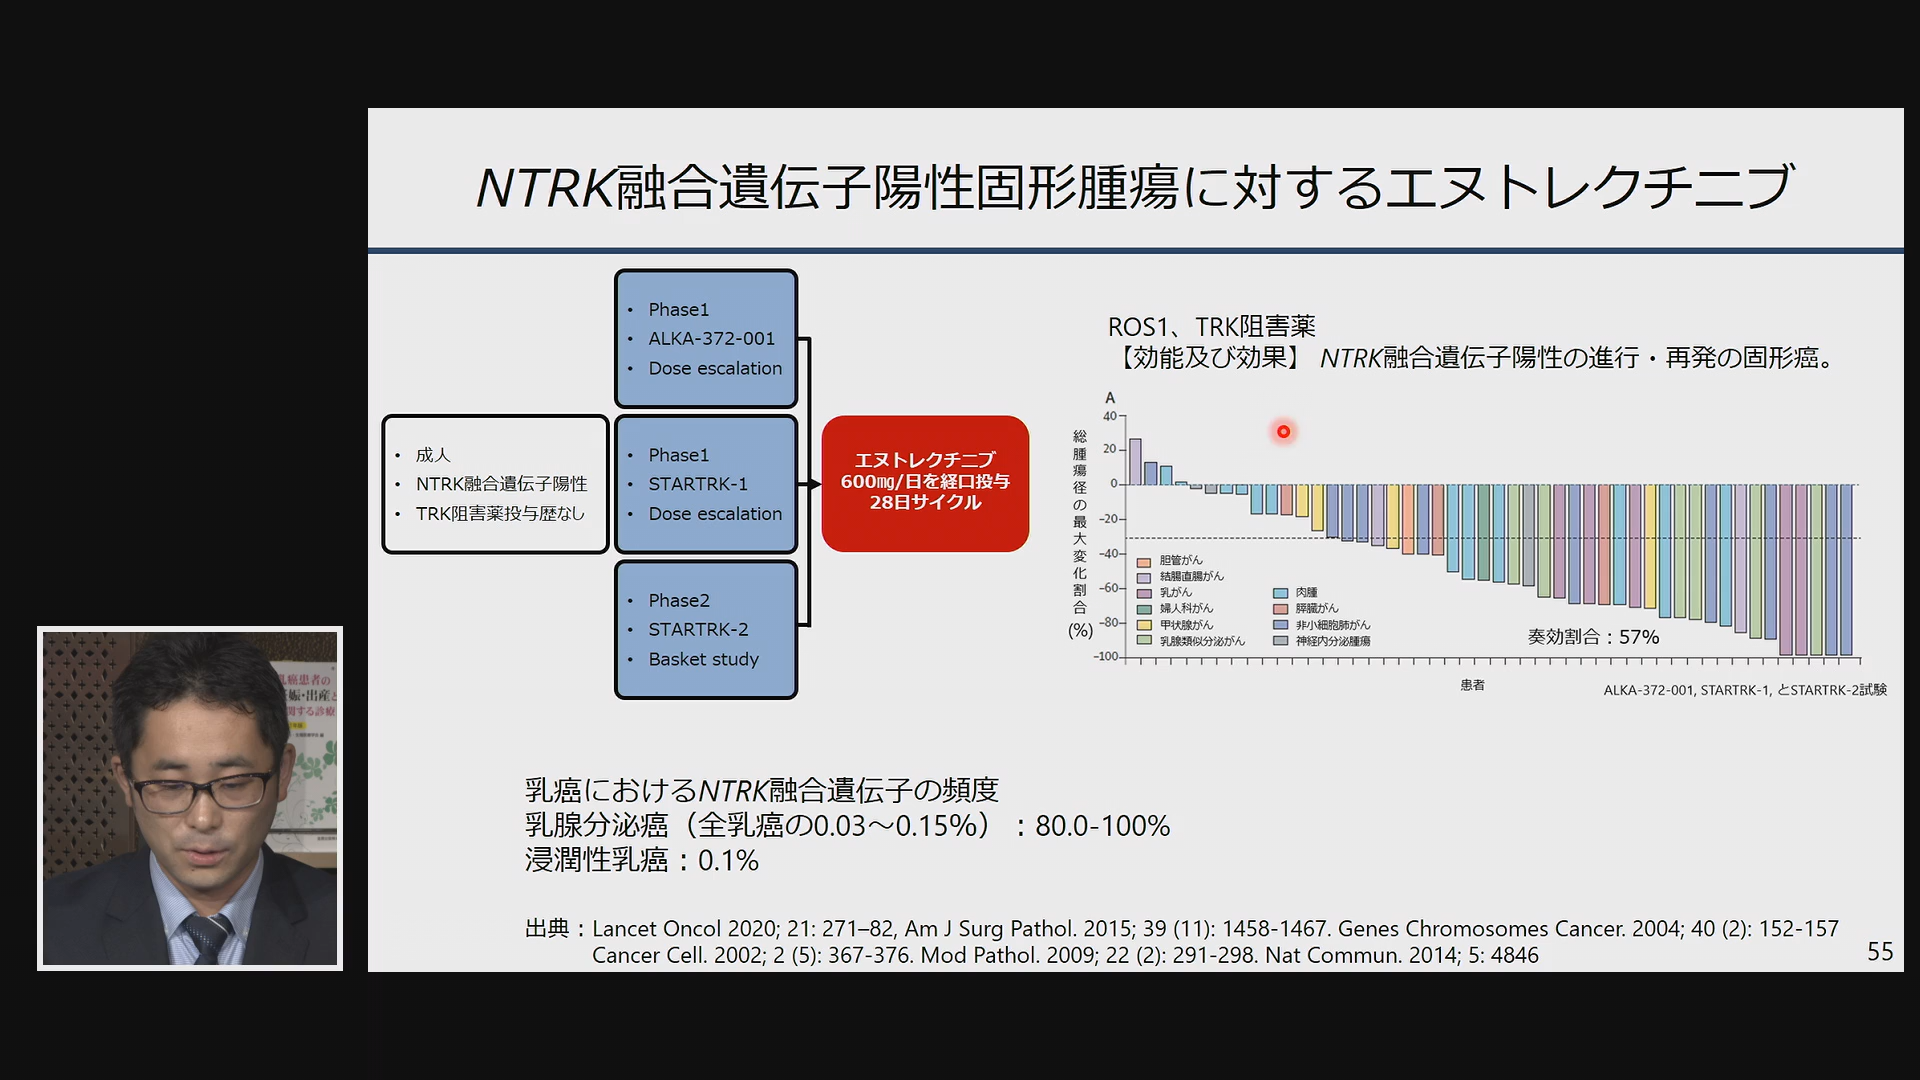 NTRK融合遺伝子陽性固形腫瘍に対するエヌトレクチニブ
• Phase1
• ALKA-372-001
• Dose escalation
• 成人
• NTRK融合遺伝子陽性
• TRK阻害薬投与歴なし
• Phase1
• STARTRK-1
• Dose escalation
• Phase2
• STARTRK-2
• Basket study
エヌトレクチニブ
600㎎/日を経口投与
28日サイクル
ROS1、TRK阻害薬
【効能及び効果】 NTRK融合遺伝子陽性の進行・再発の固形癌。
A
総腫瘍径の最大変化割合(%)
40
20
0
−20
−40
−60
−80
−100
胆管がん
結腸直腸がん
乳がん
婦人科がん
甲状腺がん
乳腺類似分泌がん
肉腫
膵臓がん
非小細胞肺がん
神経内分泌腫瘍
奏効割合：57%
患者
ALKA-372-001, STARTRK-1, とSTARTRK-2試験
乳癌におけるNTRK融合遺伝子の頻度
乳腺分泌癌（全乳癌の0.03～0.15%）：80.0-100%
浸潤性乳癌：0.1%
出典：Lancet Oncol 2020; 21: 271–82, Am J Surg Pathol. 2015; 39 (11): 1458-1467. Genes Chromosomes Cancer. 2004; 40 (2): 152-157
Cancer Cell. 2002; 2 (5): 367-376. Mod Pathol. 2009; 22 (2): 291-298. Nat Commun. 2014; 5: 4846
55
乳癌患者の
娠・出産と
関する診療